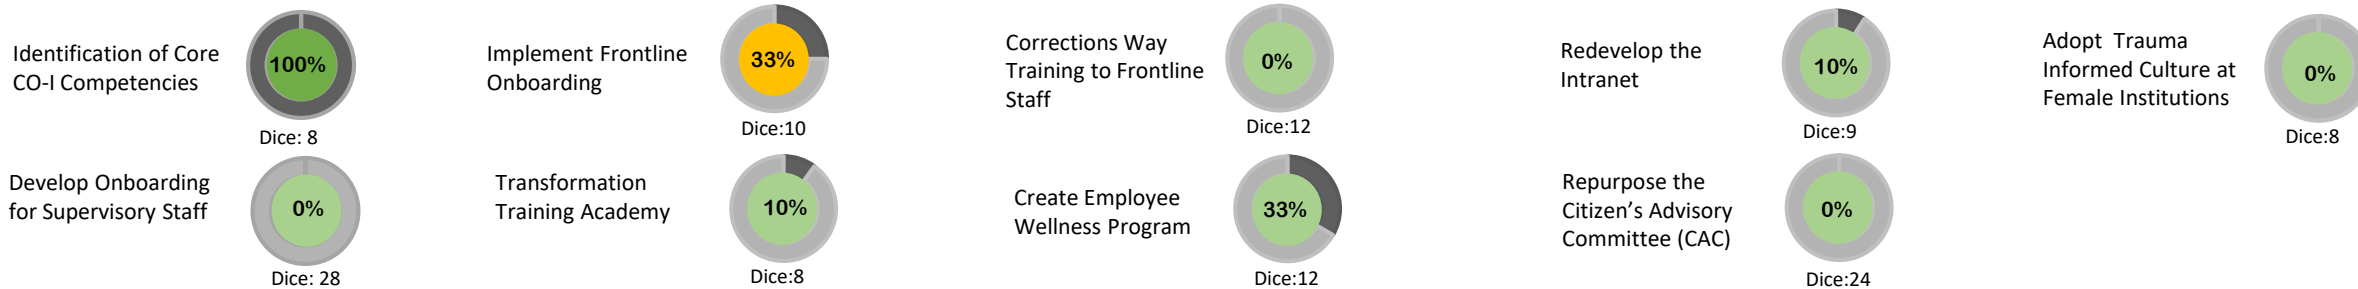 Identification of Core
CO-I Competencies
100%
Dice: 8
Implement Frontline
Onboarding
33%
Dice:10
Corrections Way
Training to Frontline
Staff
0%
Dice:12
Redevelop the
Intranet
10%
Dice:9
Adopt Trauma
Informed Culture at
Female Institutions
0%
Dice:8
Develop Onboarding
for Supervisory Staff
0%
Dice: 28
Transformation
Training Academy
10%
Dice:8
Create Employee
Wellness Program
33%
Dice:12
Repurpose the
Citizen’s Advisory
Committee (CAC)
0%
Dice:24